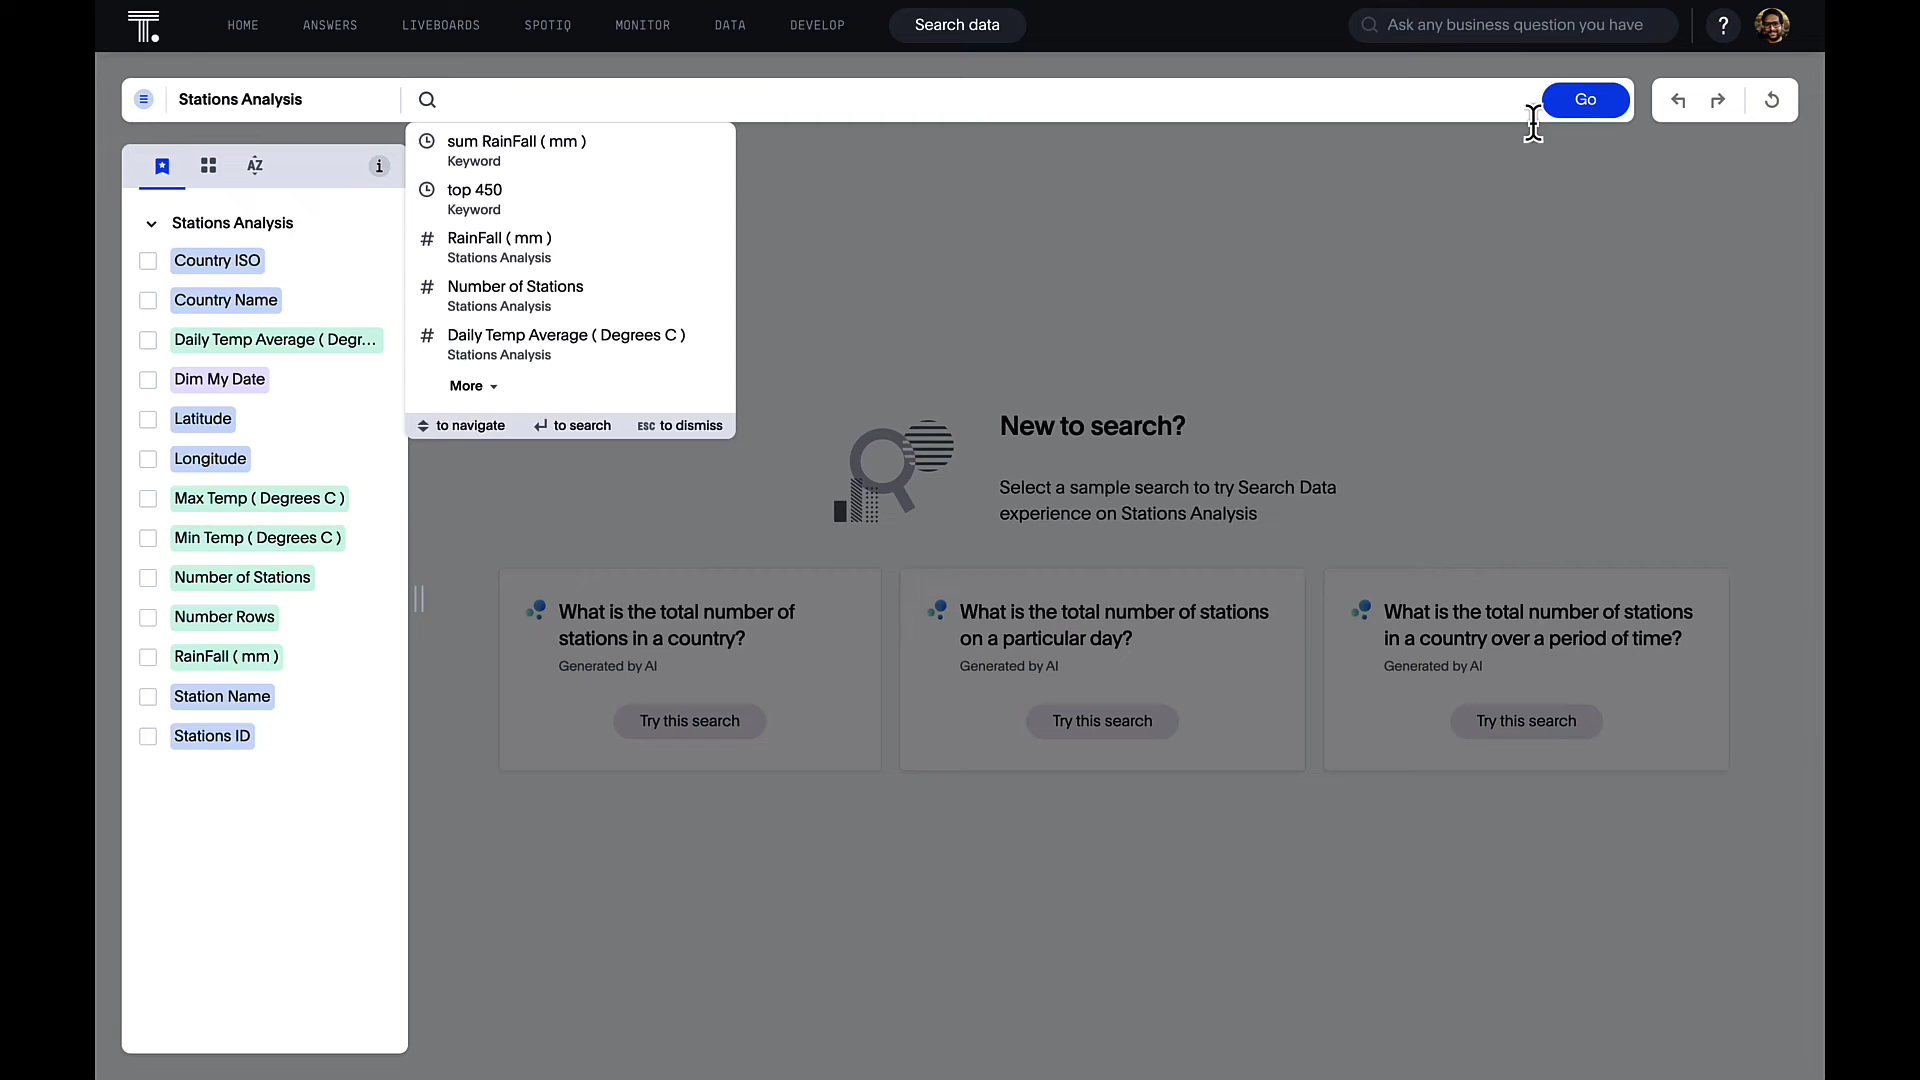 HOME ANSWERS LIVEBOARDS SPOTIQ MONITOR DATA DEVELOP Search data Ask any business question you have ?
Stations Analysis Go
sum RainFall ( mm )
Keyword
top 450
Keyword
RainFall ( mm )
Stations Analysis
Number of Stations
Stations Analysis
Daily Temp Average ( Degrees C )
Stations Analysis
More
to navigate to search ESC to dismiss
AZ i
Stations Analysis
Country ISO
Country Name
Daily Temp Average ( Degr...
Dim My Date
Latitude
Longitude
Max Temp ( Degrees C )
Min Temp ( Degrees C )
Number of Stations
Number Rows
RainFall ( mm )
Station Name
Stations ID
New to search?
Select a sample search to try Search Data
experience on Stations Analysis
What is the total number of
stations in a country?
Generated by AI
Try this search
What is the total number of stations
on a particular day?
Generated by AI
Try this search
What is the total number of stations
in a country over a period of time?
Generated by AI
Try this search